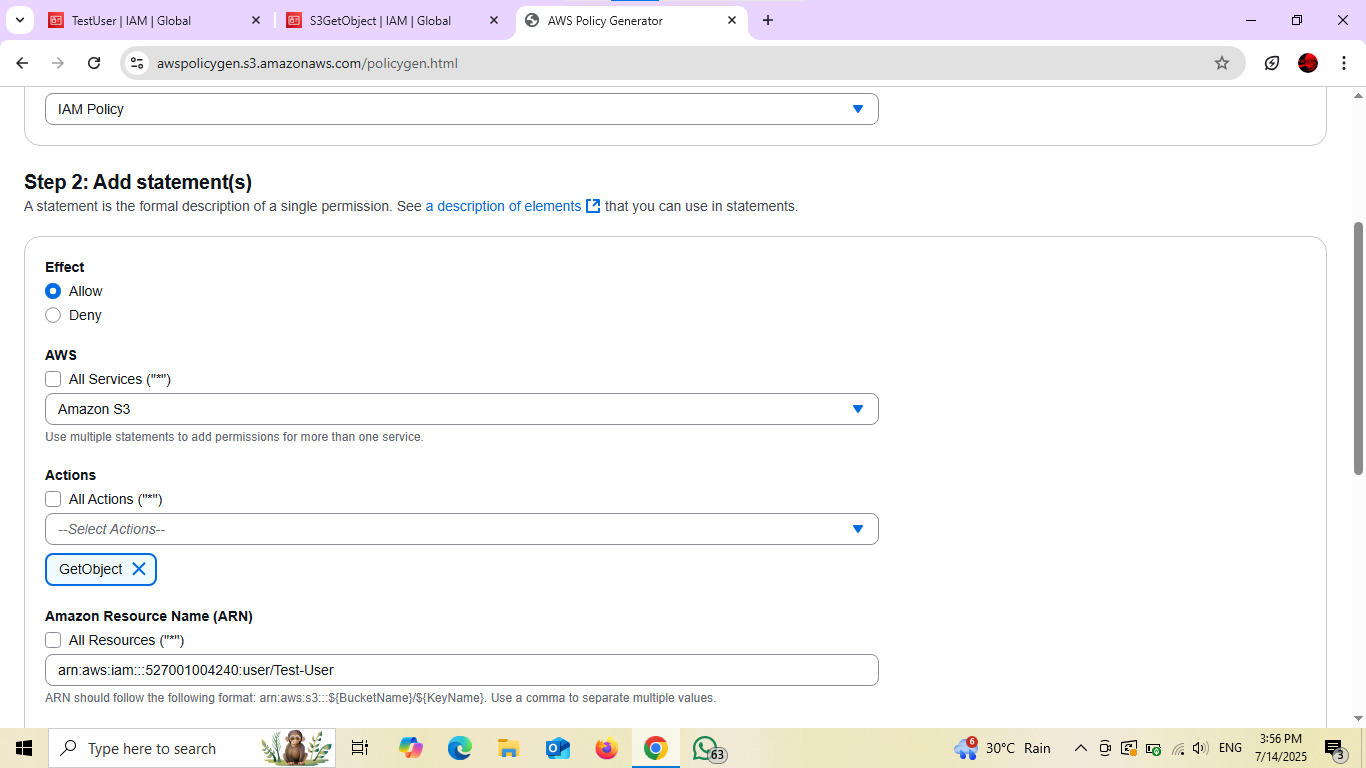 TestUser | IAM | Global
S3GetObject | IAM | Global
AWS Policy Generator
awspolicygen.s3.amazonaws.com/policygen.html
IAM Policy
Step 2: Add statement(s)
A statement is the formal description of a single permission. See a description of elements that you can use in statements.
Effect
Allow
Deny
AWS
All Services ("*")
Amazon S3
Use multiple statements to add permissions for more than one service.
Actions
All Actions ("*")
--Select Actions--
GetObject
Amazon Resource Name (ARN)
All Resources ("*")
arn:aws:iam:::527001004240:user/Test-User
ARN should follow the following format: arn:aws:s3:::${BucketName}/${KeyName}. Use a comma to separate multiple values.
Type here to search
63
6
30°C Rain
ENG
3:56 PM
7/14/2025
3